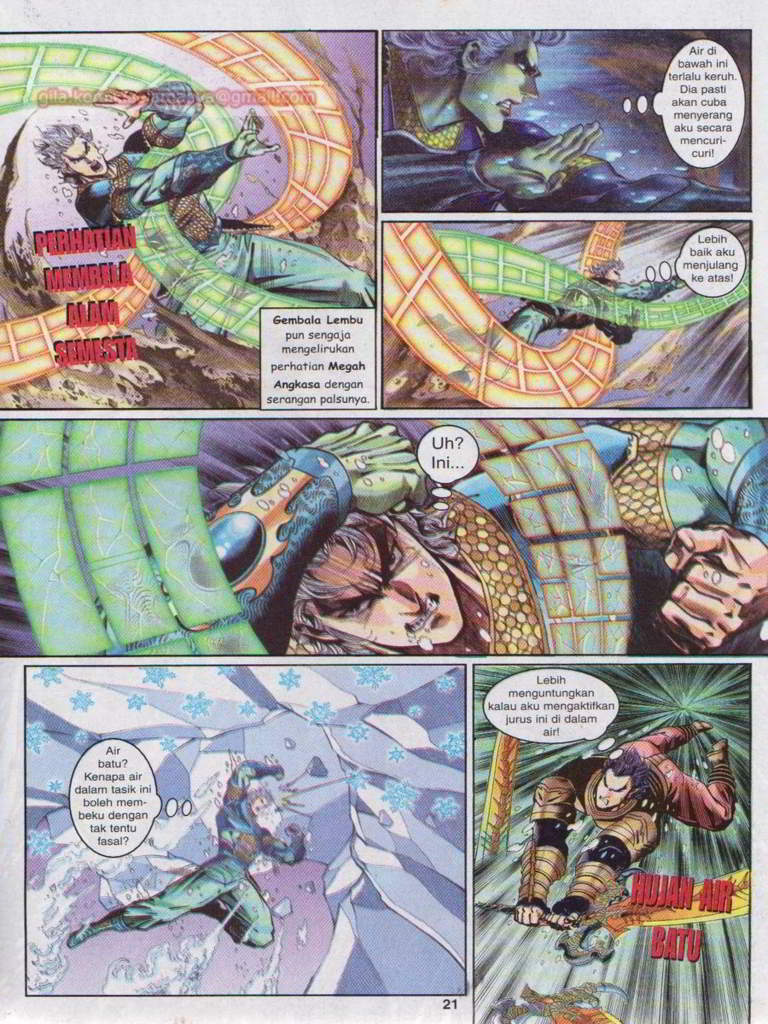 PERHATIAN
MEMBELA
ALAM
SEMESTA
Gembala Lembu
pun sengaja
mengelirukan
perhatian Megah
Angkasa dengan
serangan palsunya.
Air di
bawah ini
terlalu keruh.
Dia pasti
akan cuba
menyerang
aku secara
mencuri-
curi!
Lebih
baik aku
menjulang
ke atas!
Uh?
Ini...
Air
batu?
Kenapa air
dalam tasik ini
boleh mem-
beku dengan
tak tentu
fasal?
Lebih
menguntungkan
kalau aku mengaktifkan
jurus ini di dalam
air!
HUJAN AIR
BATU
21